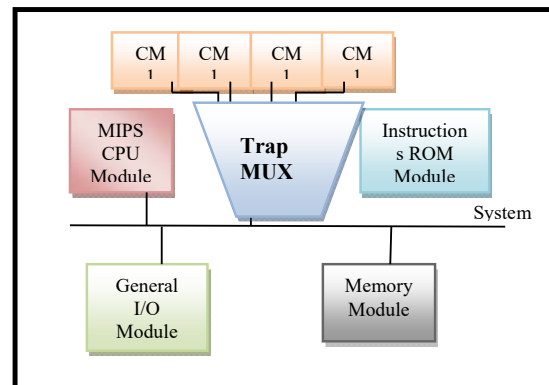 CM
1
CM
1
CM
1
CM
1
MIPS
CPU
Module
Trap
MUX
Instruction
s ROM
Module
System
General
I/O
Module
Memory
Module